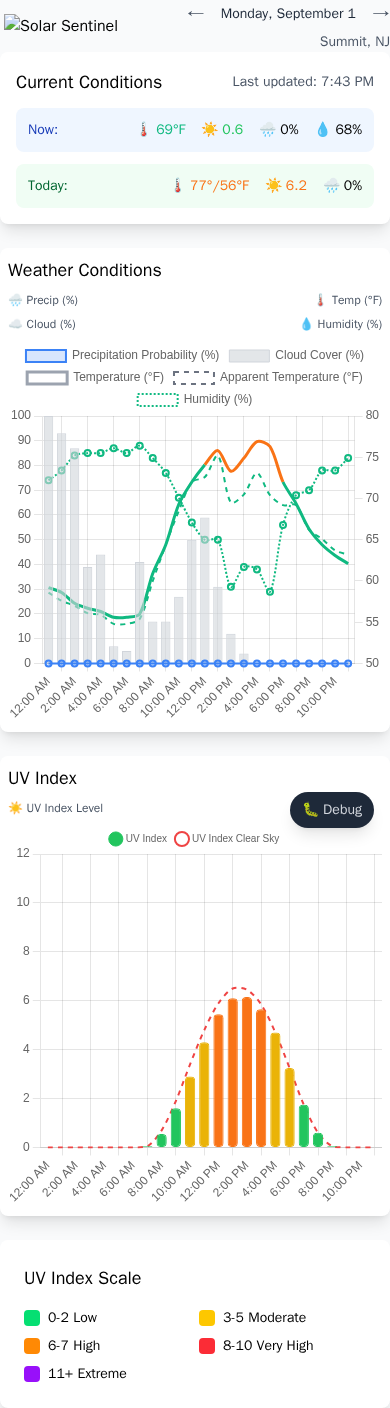 Solar Sentinel
← Monday, September 1 →
Summit, NJ
Current Conditions Last updated: 7:43 PM
Now: 🌡️ 69°F ☀️ 0.6 🌧️ 0% 💧 68%
Today: 🌡️ 77°/56°F ☀️ 6.2 🌧️ 0%
Weather Conditions
🌧️ Precip (%) 🌡️ Temp (°F)
☁️ Cloud (%) 💧 Humidity (%)
Precipitation Probability (%) Cloud Cover (%)
Temperature (°F) Apparent Temperature (°F)
Humidity (%)
100 80
90
80 75
70
60 70
50 65
40
30 60
20 55
10
0 50
12:00 AM 2:00 AM 4:00 AM 6:00 AM 8:00 AM 10:00 AM 12:00 PM 2:00 PM 4:00 PM 6:00 PM 8:00 PM 10:00 PM
UV Index
☀️ UV Index Level
🐛 Debug
UV Index UV Index Clear Sky
12
10
8
6
4
2
0
12:00 AM 2:00 AM 4:00 AM 6:00 AM 8:00 AM 10:00 AM 12:00 PM 2:00 PM 4:00 PM 6:00 PM 8:00 PM 10:00 PM
UV Index Scale
0-2 Low 3-5 Moderate
6-7 High 8-10 Very High
11+ Extreme